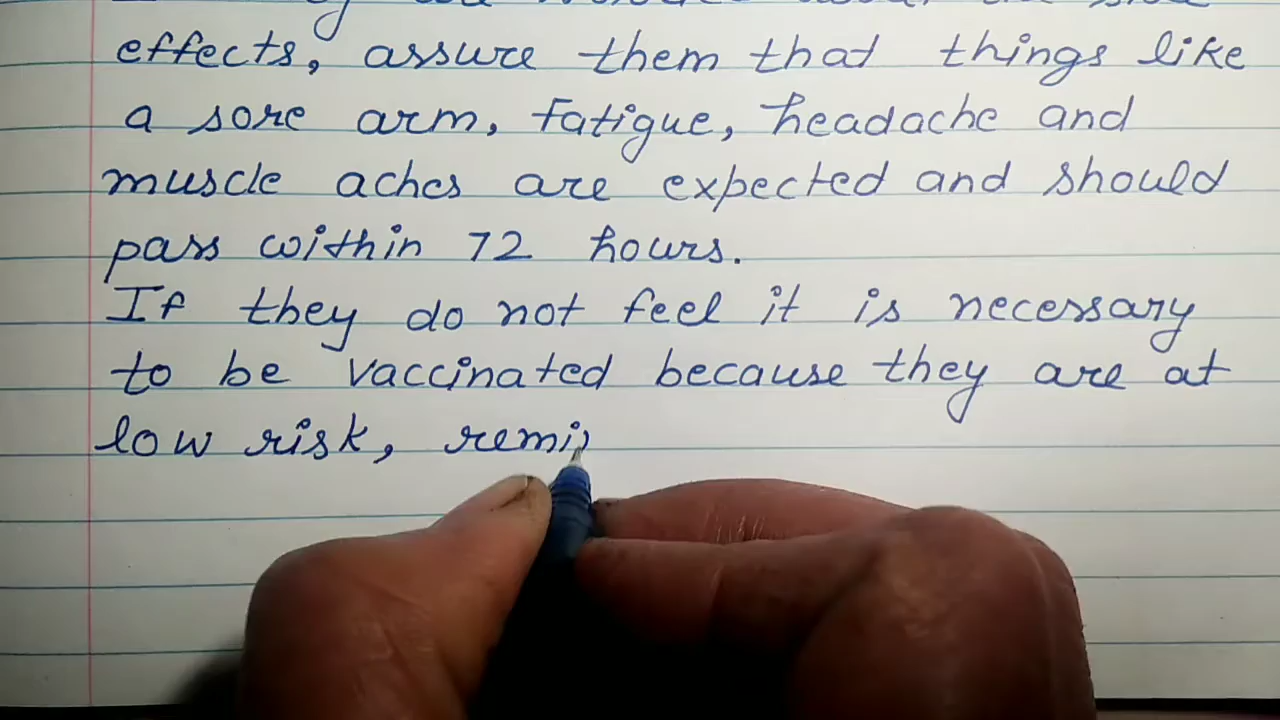 effects, assure them that things like
a sore arm, fatigue, headache and
muscle aches are expected and should
pass within 72 hours.
If they do not feel it is necessary
to be vaccinated because they are at
low risk, remi